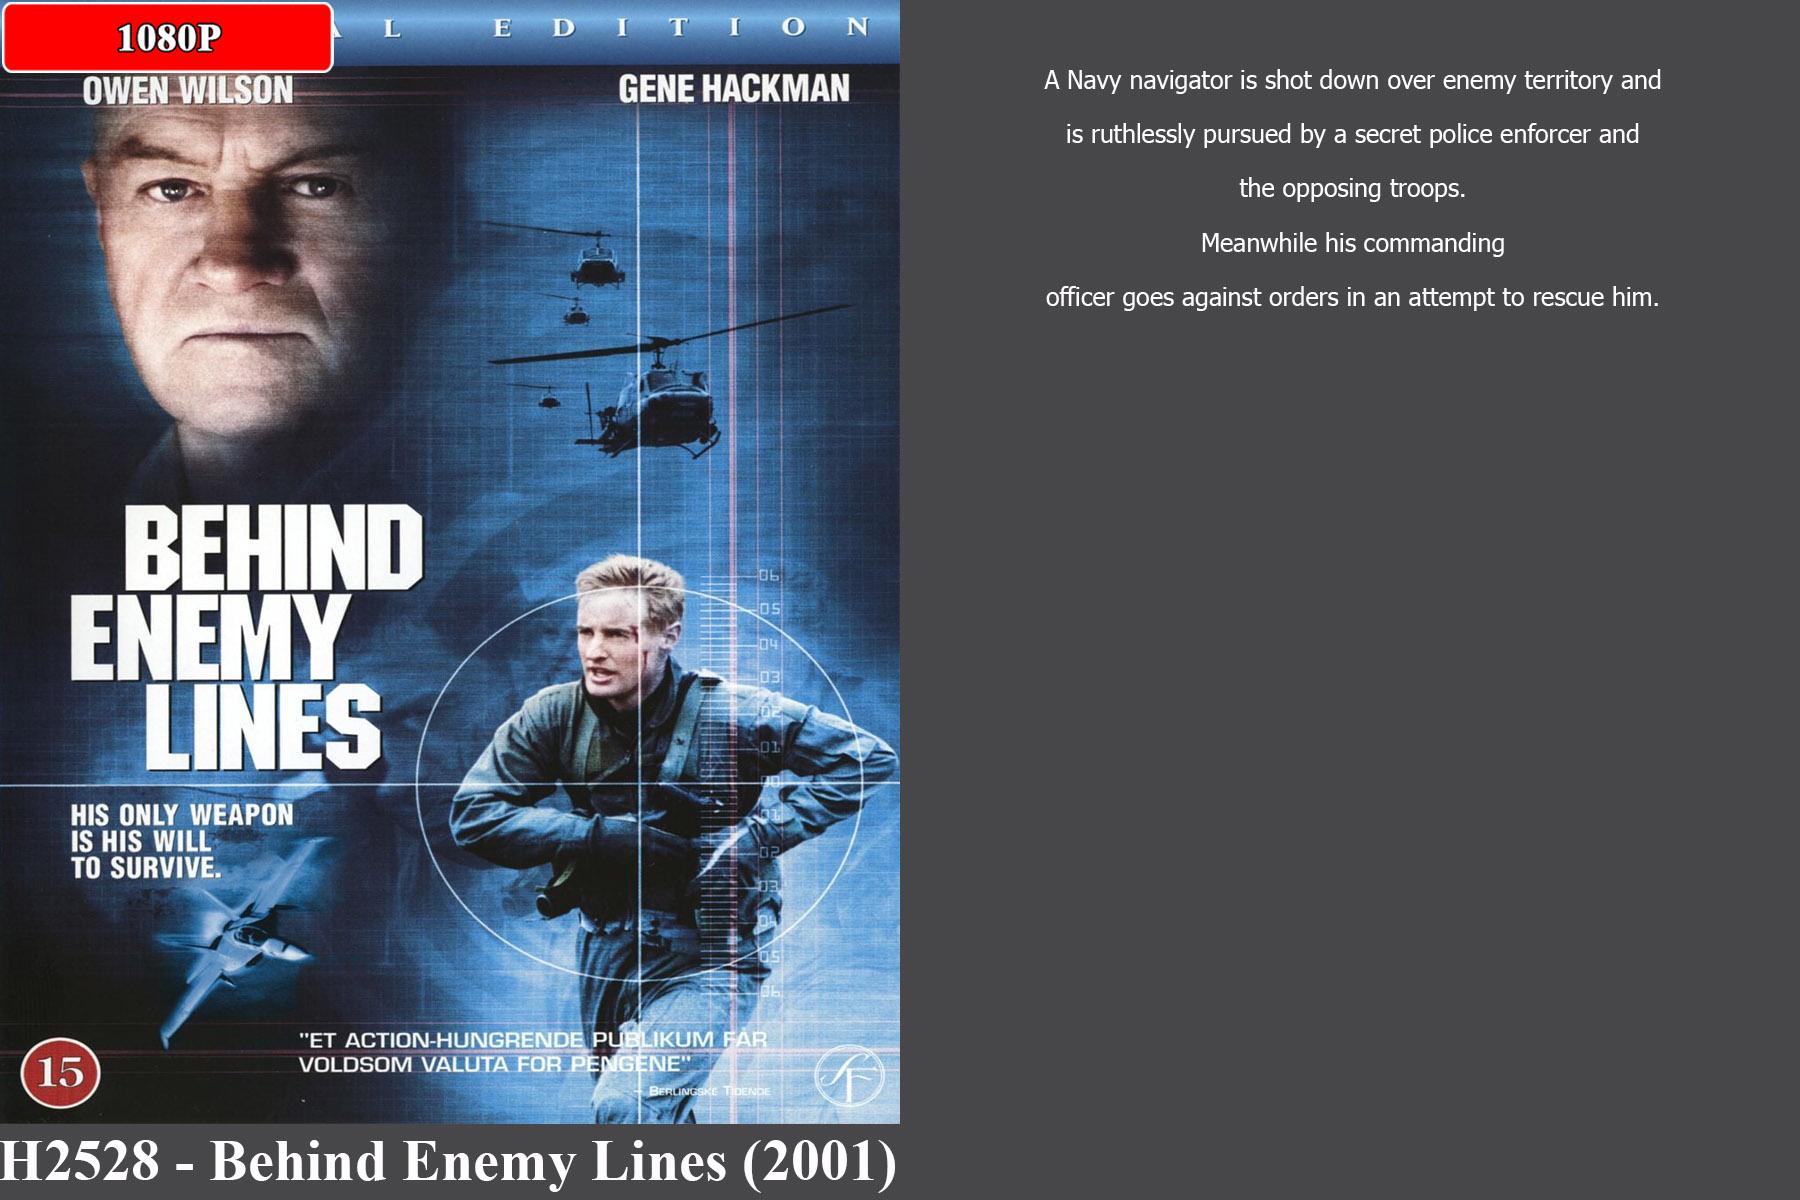 1080P
AL EDITION
OWEN WILSON
GENE HACKMAN
BEHIND
ENEMY
LINES
HIS ONLY WEAPON
IS HIS WILL
TO SURVIVE.
06
05
04
03
02
01
00
01
02
03
04
05
06
"ET ACTION-HUNGRENDE PUBLIKUM FÅR
VOLDSOM VALUTA FOR PENGENE"
– BERLINGSKE TIDENDE
15
SF
H2528 - Behind Enemy Lines (2001)
A Navy navigator is shot down over enemy territory and
is ruthlessly pursued by a secret police enforcer and
the opposing troops.
Meanwhile his commanding
officer goes against orders in an attempt to rescue him.